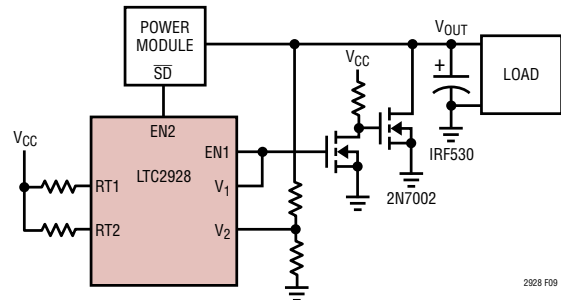 POWER
MODULE
SD
VOUT
VCC
LOAD
+
EN2
VCC
EN1
LTC2928
RT1
V1
RT2
V2
IRF530
2N7002
2928 F09